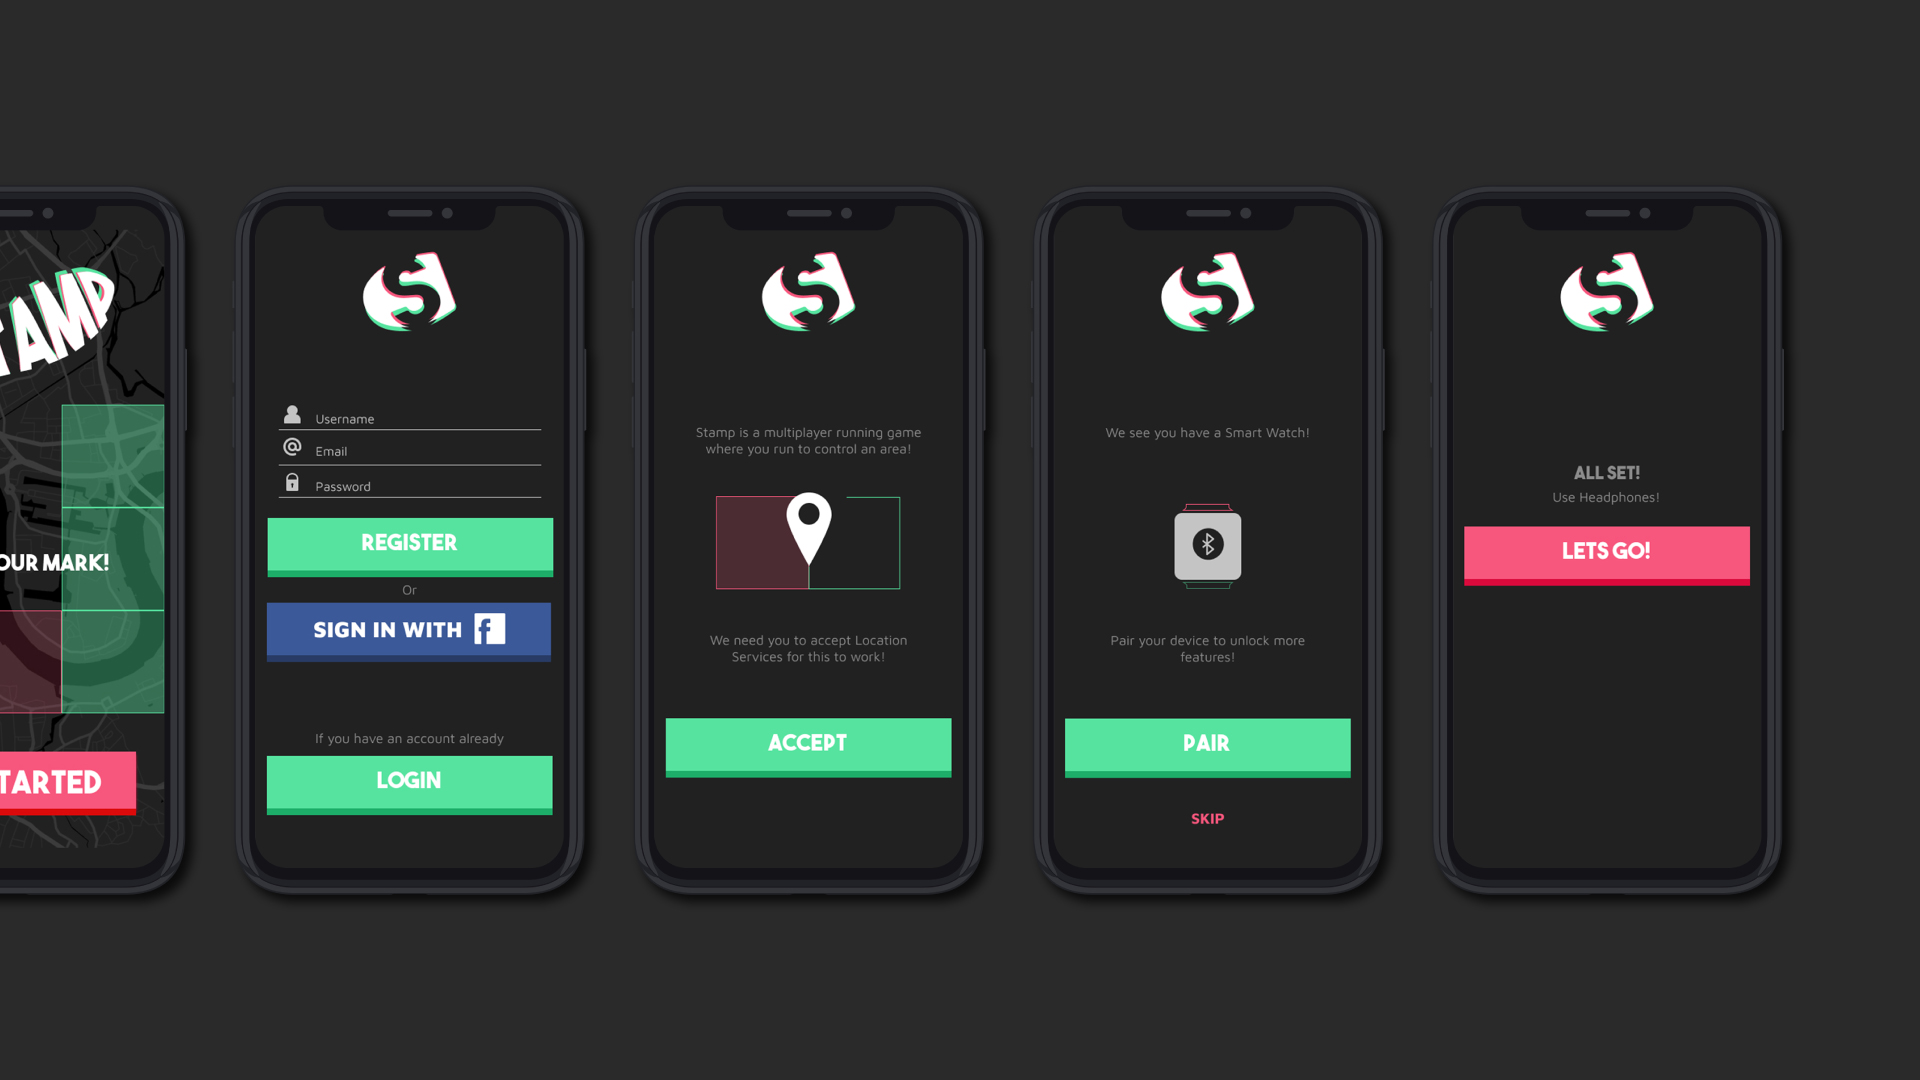 TAMP
OUR MARK!
TARTED
Username
Email
Password
REGISTER
Or
SIGN IN WITH f
If you have an account already
LOGIN
Stamp is a multiplayer running game
where you run to control an area!
We need you to accept Location
Services for this to work!
ACCEPT
We see you have a Smart Watch!
Pair your device to unlock more
features!
PAIR
SKIP
ALL SET!
Use Headphones!
LETS GO!